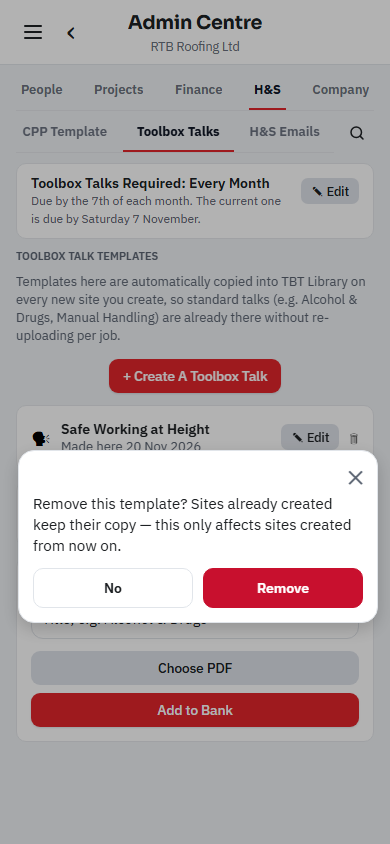 Admin Centre
RTB Roofing Ltd
People
Projects
Finance
H&S
Company
CPP Template
Toolbox Talks
H&S Emails
Toolbox Talks Required: Every Month
Due by the 7th of each month. The current one
is due by Saturday 7 November.
Edit
TOOLBOX TALK TEMPLATES
Templates here are automatically copied into TBT Library on
every new site you create, so standard talks (e.g. Alcohol &
Drugs, Manual Handling) are already there without re-
uploading per job.
+ Create A Toolbox Talk
Safe Working at Height
Made here 20 Nov 2026
Edit
Remove this template? Sites already created
keep their copy — this only affects sites created
from now on.
No
Remove
Title, e.g. Alcohol & Drugs
Choose PDF
Add to Bank